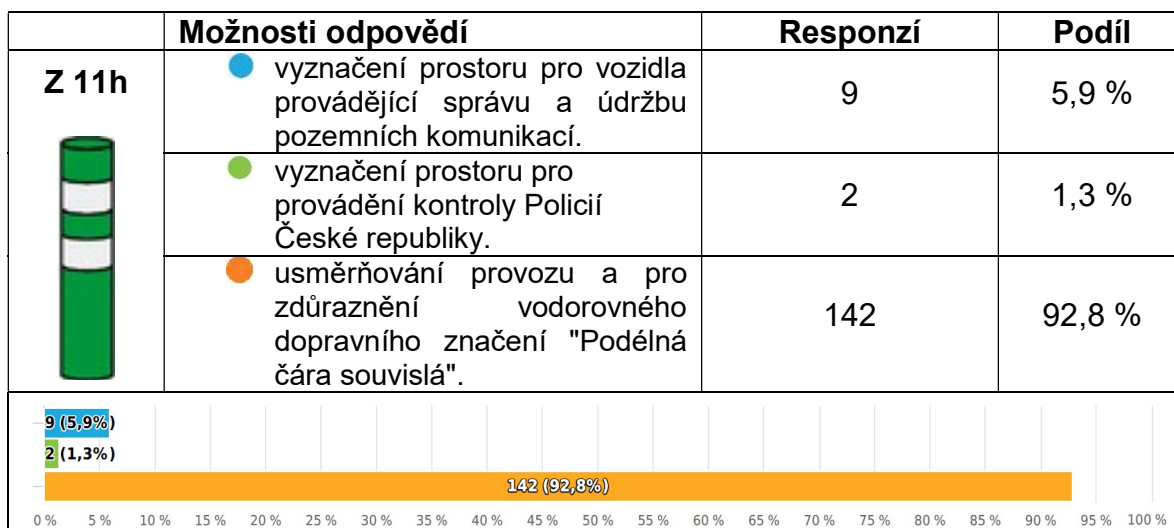 Možnosti odpovědí Responzí Podíl
Z 11h
vyznačení prostoru pro vozidla
provádějící správu a údržbu
pozemních komunikací.
9 5,9 %
vyznačení prostoru pro
provádění kontroly Policií
České republiky.
2 1,3 %
usměrňování provozu a pro
zdůraznění vodorovného
dopravního značení "Podélná
čára souvislá".
142 92,8 %
9 (5,9%)
2 (1,3%)
142 (92,8%)
0 % 5 % 10 % 15 % 20 % 25 % 30 % 35 % 40 % 45 % 50 % 55 % 60 % 65 % 70 % 75 % 80 % 85 % 90 % 95 % 100 %